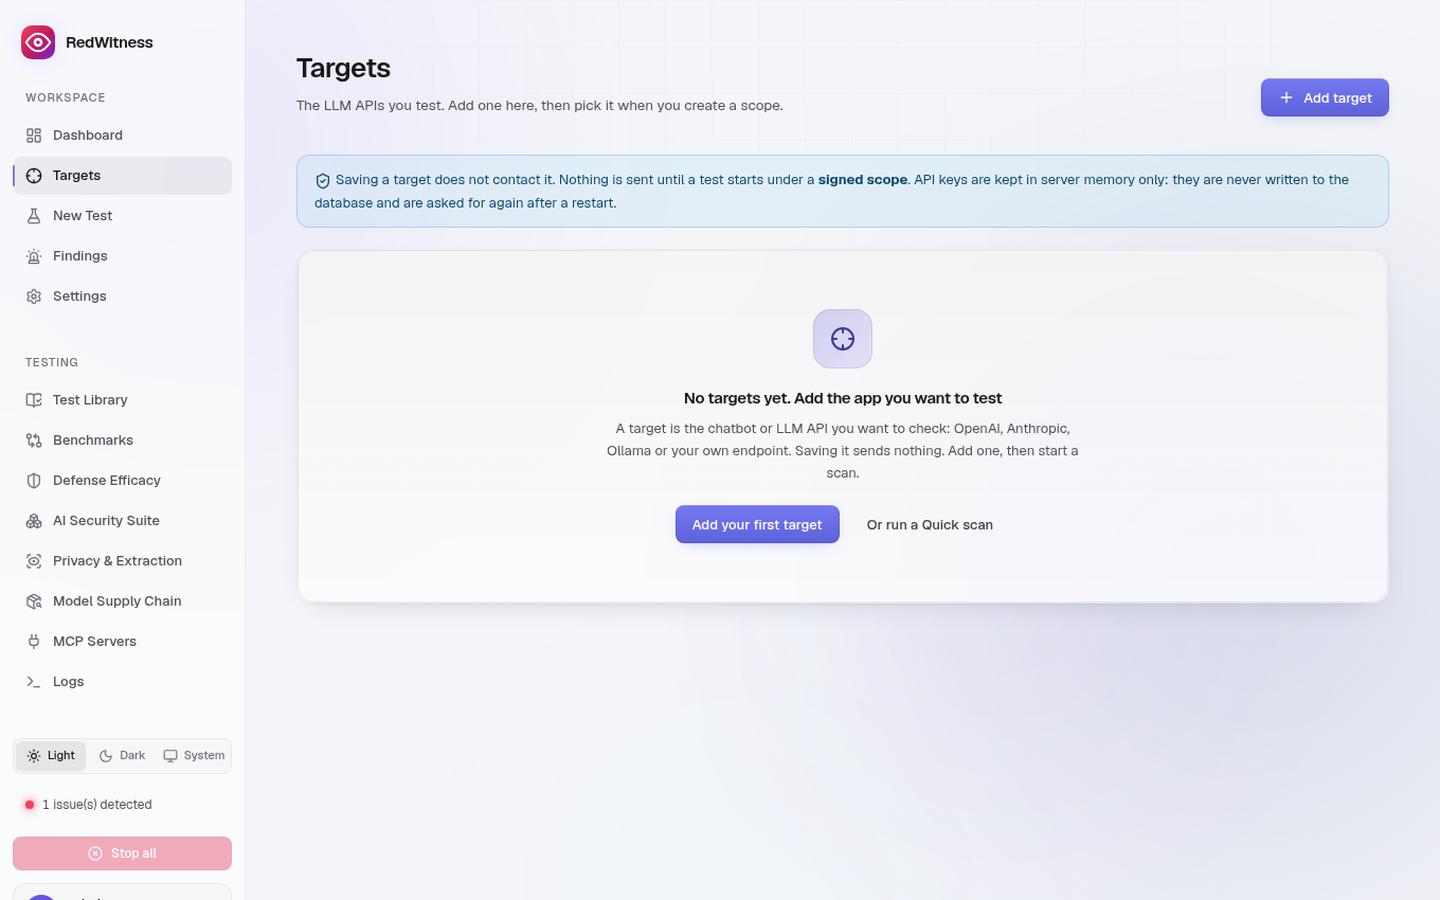 RedWitness
WORKSPACE
Dashboard
Targets
New Test
Findings
Settings
TESTING
Test Library
Benchmarks
Defense Efficacy
AI Security Suite
Privacy & Extraction
Model Supply Chain
MCP Servers
Logs
Light
Dark
System
1 issue(s) detected
Stop all
Targets
The LLM APIs you test. Add one here, then pick it when you create a scope.
Add target
Saving a target does not contact it. Nothing is sent until a test starts under a signed scope. API keys are kept in server memory only: they are never written to the
database and are asked for again after a restart.
No targets yet. Add the app you want to test
A target is the chatbot or LLM API you want to check: OpenAI, Anthropic,
Ollama or your own endpoint. Saving it sends nothing. Add one, then start a
scan.
Add your first target
Or run a Quick scan